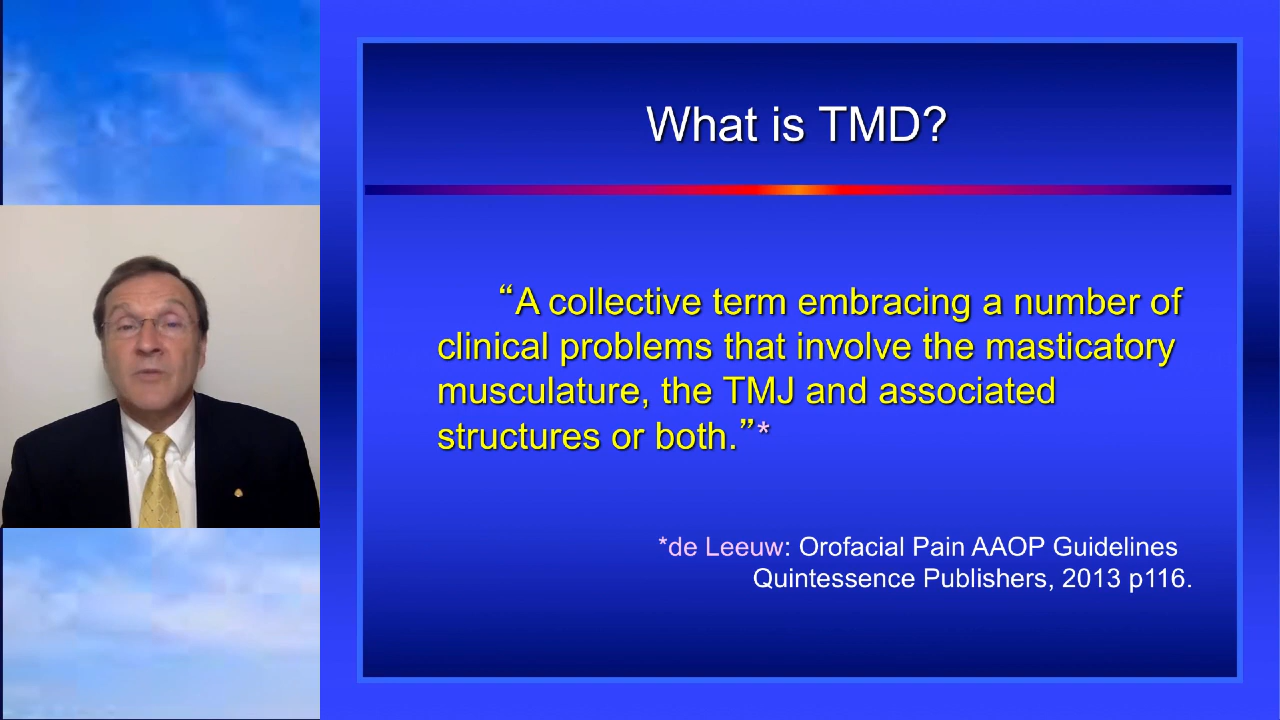 What is TMD?
“A collective term embracing a number of
clinical problems that involve the masticatory
musculature, the TMJ and associated
structures or both.”*
*de Leeuw: Orofacial Pain AAOP Guidelines
Quintessence Publishers, 2013 p116.